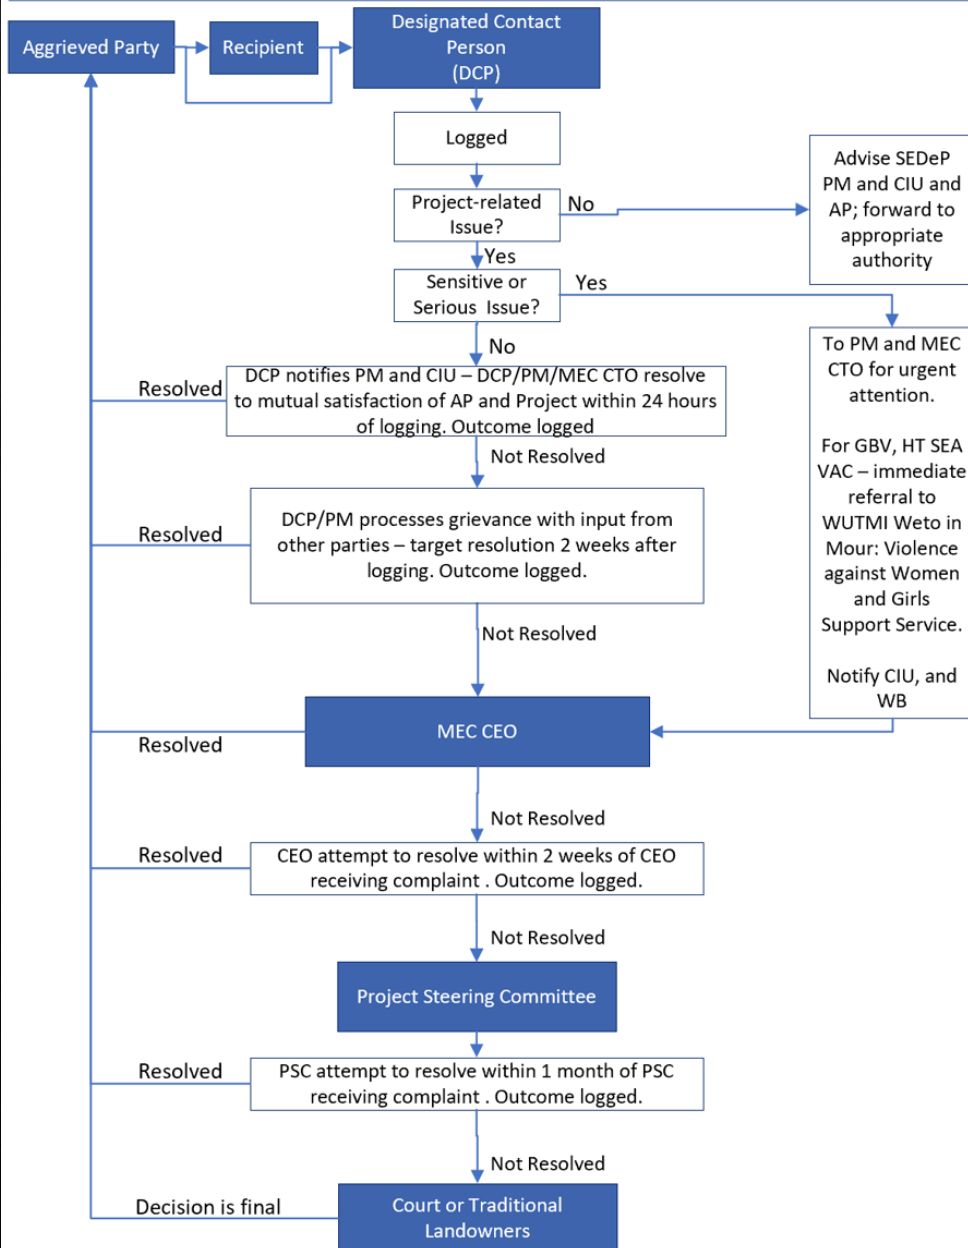 Aggrieved Party
Recipient
Designated Contact
Person
(DCP)
Logged
Project-related
Issue?
No
Advise SEDeP
PM and CIU and
AP; forward to
appropriate
authority
Yes
Sensitive or
Serious Issue?
Yes
To PM and MEC
CTO for urgent
attention.
For GBV, HT SEA
VAC – immediate
referral to
WUTMI Weto in
Mour: Violence
against Women
and Girls
Support Service.
Notify CIU, and
WB
No
Resolved
DCP notifies PM and CIU – DCP/PM/MEC CTO resolve
to mutual satisfaction of AP and Project within 24 hours
of logging. Outcome logged
Not Resolved
Resolved
DCP/PM processes grievance with input from
other parties – target resolution 2 weeks after
logging. Outcome logged.
Not Resolved
MEC CEO
Resolved
Not Resolved
Resolved
CEO attempt to resolve within 2 weeks of CEO
receiving complaint . Outcome logged.
Not Resolved
Project Steering Committee
Resolved
PSC attempt to resolve within 1 month of PSC
receiving complaint . Outcome logged.
Not Resolved
Decision is final
Court or Traditional
Landowners